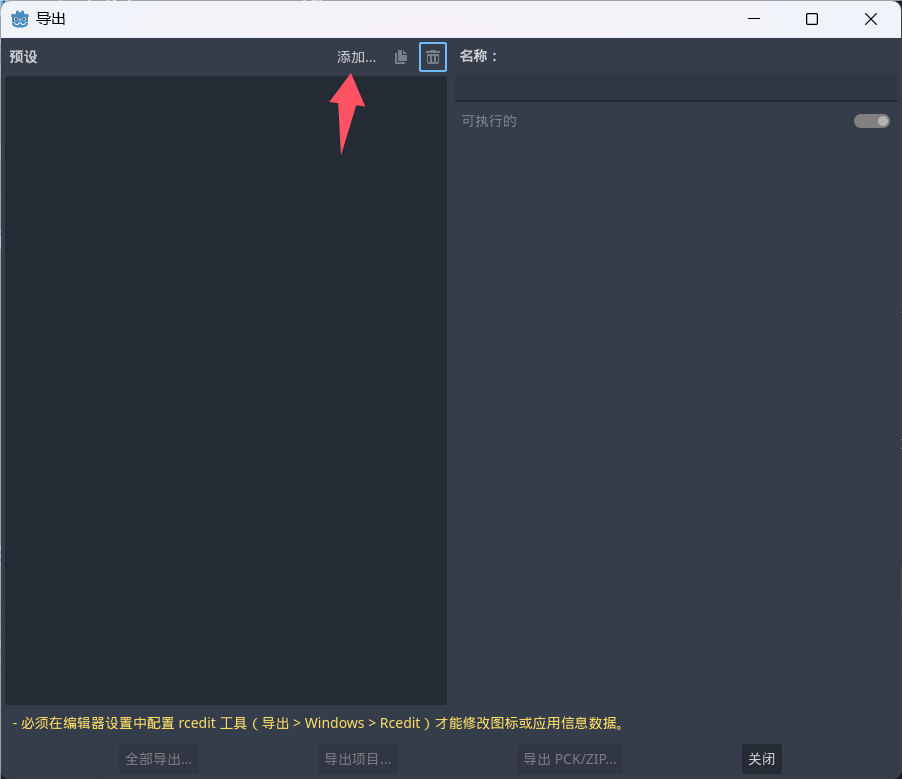 导出
预设
添加...
名称：
可执行的
- 必须在编辑器设置中配置 rcedit 工具（导出 > Windows > Rcedit）才能修改图标或应用信息数据。
全部导出...
导出项目...
导出 PCK/ZIP...
关闭